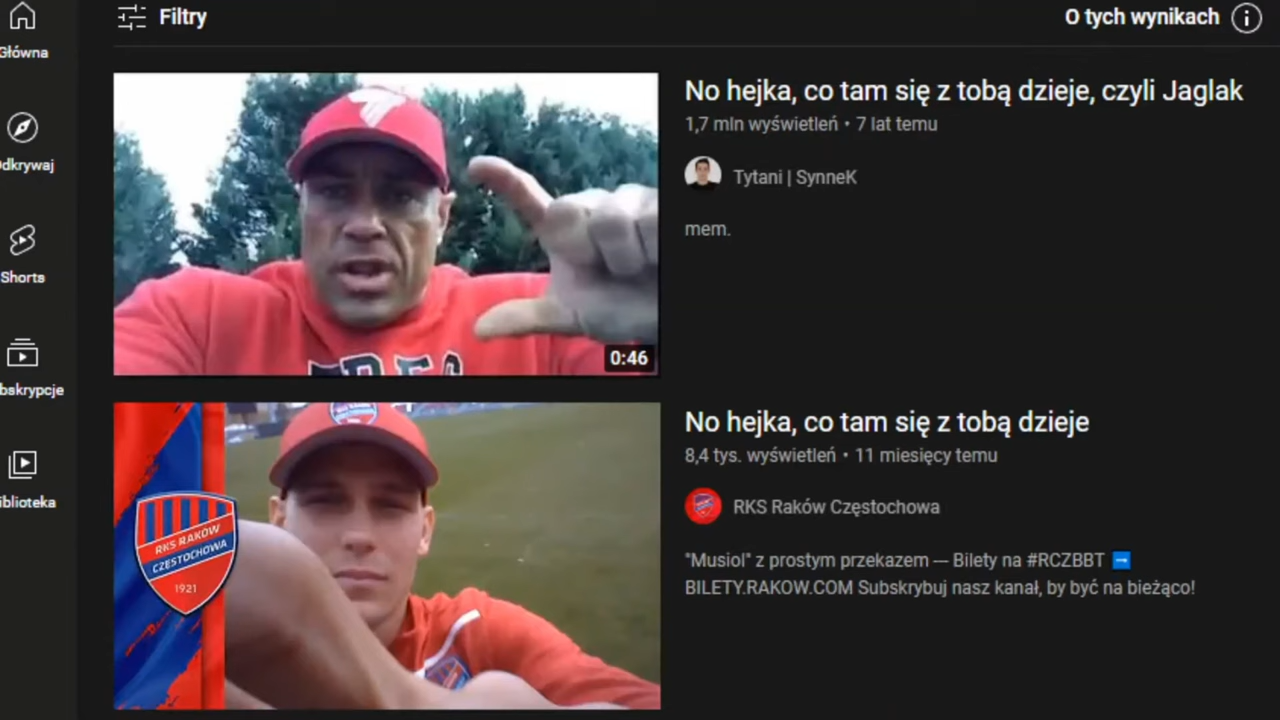 Filtry
O tych wynikach
Główna
dkrywaj
Shorts
bskrypcje
iblioteka
No hejka, co tam się z tobą dzieje, czyli Jaglak
1,7 mln wyświetleń • 7 lat temu
Tytani | SynneK
mem.
0:46
No hejka, co tam się z tobą dzieje
8,4 tys. wyświetleń • 11 miesięcy temu
RKS Raków Częstochowa
"Musiol" z prostym przekazem — Bilety na #RCZBBT ➡️
BILETY.RAKOW.COM Subskrybuj nasz kanał, by być na bieżąco!
RKS RAKÓW
CZĘSTOCHOWA
1921